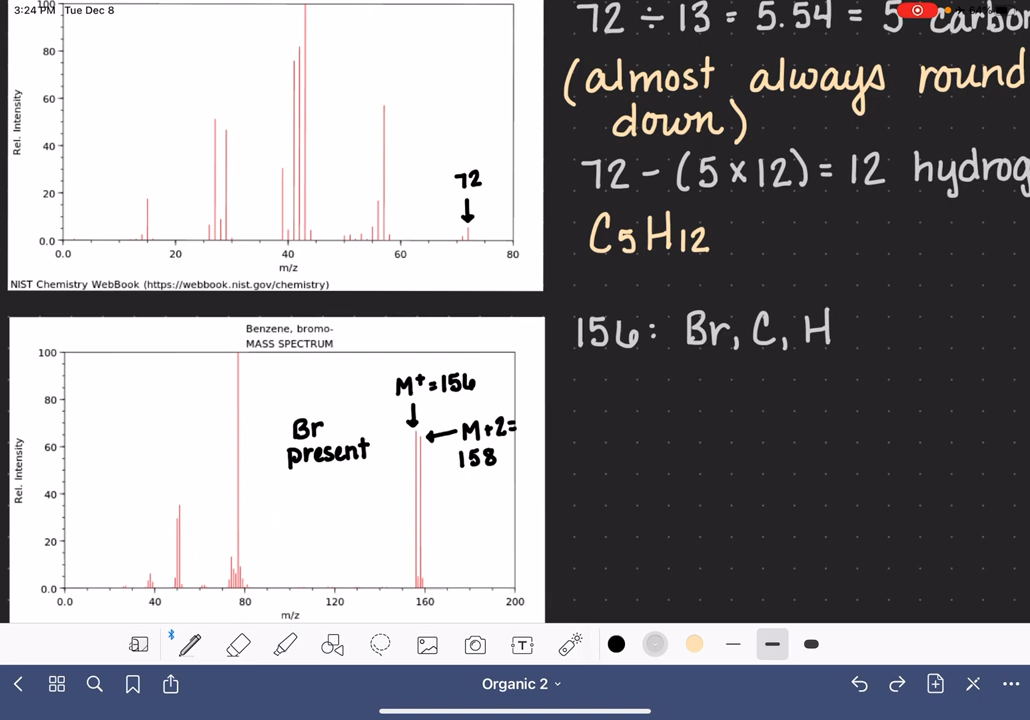 3:24 PM Tue Dec 8
64%
100
80
60
40
20
0.0
Rel. Intensity
72
0.0 20 40 60 80
m/z
NIST Chemistry WebBook (https://webbook.nist.gov/chemistry)
72 ÷ 13 = 5.54 = 5 carbon
(almost always round
down)
72 - (5 x 12) = 12 hydrog
C5H12
Benzene, bromo-
MASS SPECTRUM
100
80
60
40
20
0.0
Rel. Intensity
M+ = 156
Br
present
M+2=
158
0.0 40 80 120 160 200
m/z
156: Br, C, H
T
Organic 2